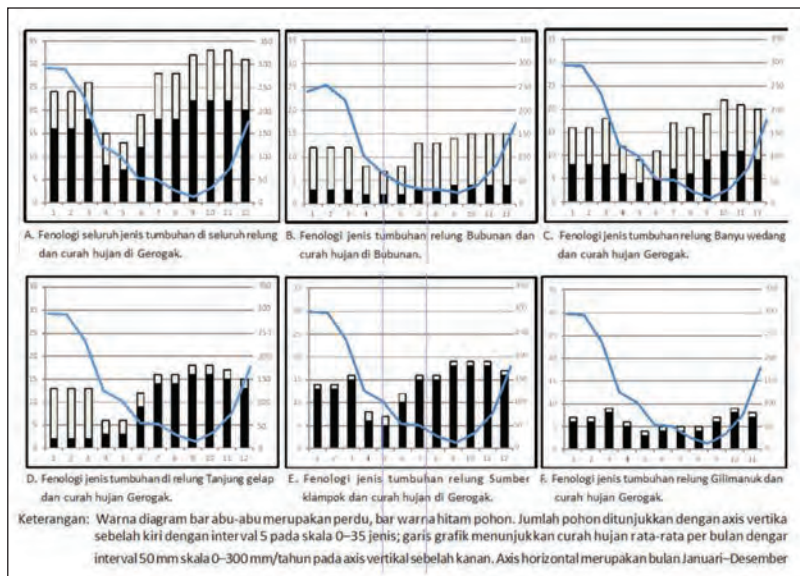 A. Fenologi seluruh jenis tumbuhan di seluruh relung
dan curah hujan di Gerogak.
B. Fenologi jenis tumbuhan relung Bubunan dan
curah hujan di Bubunan.
C. Fenologi jenis tumbuhan relung Banyu wedang
dan curah hujan Gerogak.
D. Fenologi jenis tumbuhan di relung Tanjung gelap
dan curah hujan Gerogak.
E. Fenologi jenis tumbuhan relung Sumber
klampok dan curah hujan di Gerogak.
F. Fenologi jenis tumbuhan relung Gilimanuk dan
curah hujan Gerogak.
Keterangan: Warna diagram bar abu-abu merupakan perdu, bar warna hitam pohon. Jumlah pohon ditunjukkan dengan axis vertika
sebelah kiri dengan interval 5 pada skala 0–35 jenis; garis grafik menunjukkan curah hujan rata-rata per bulan dengan
interval 50 mm skala 0–300 mm/tahun pada axis vertikal sebelah kanan. Axis horizontal merupakan bulan Januari–Desember